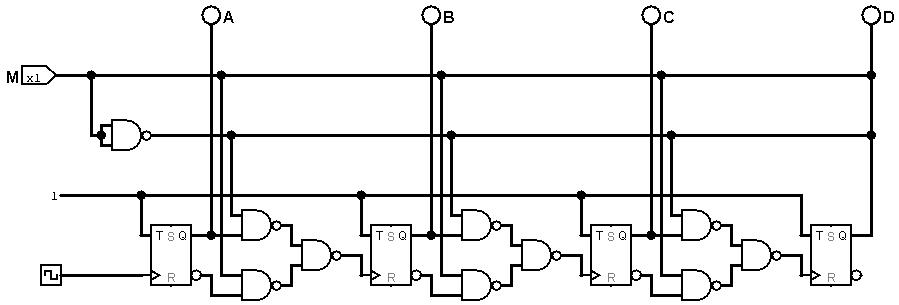 A B C D
M x1
1
T S Q T S Q T S Q T S Q
R R R R